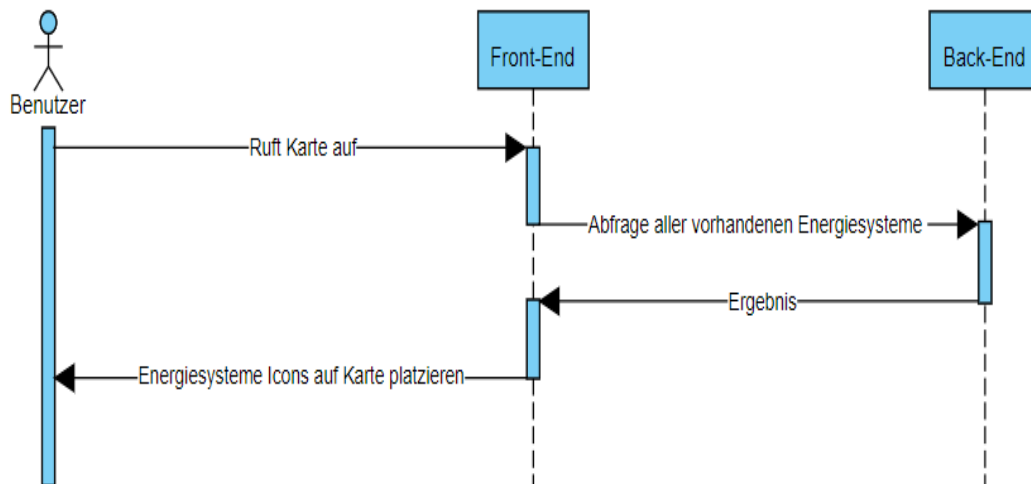 Front-End
Back-End
Benutzer
Ruft Karte auf
Abfrage aller vorhandenen Energiesysteme
Ergebnis
Energiesysteme Icons auf Karte platzieren